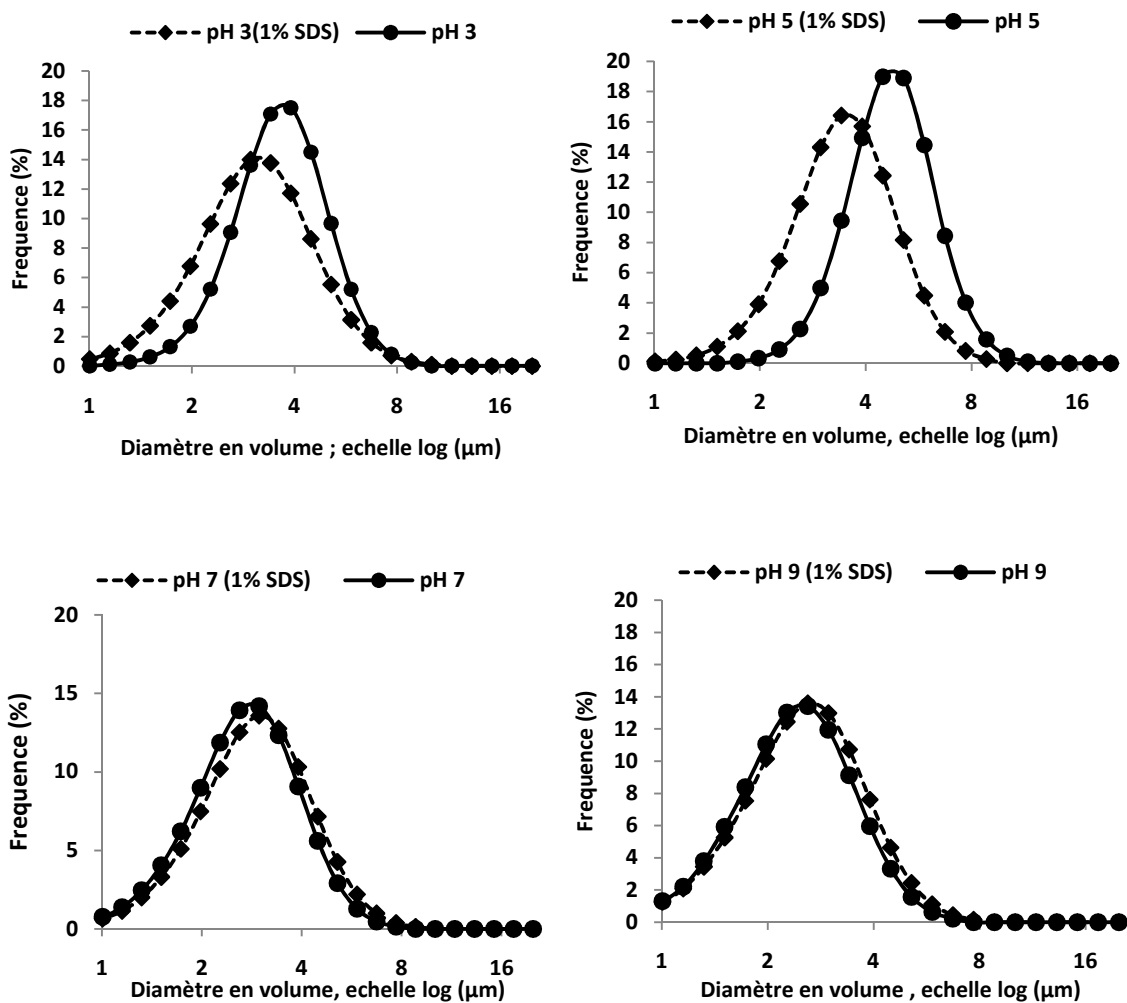 pH 3(1% SDS) pH 3
20
18
16
14
12
10
8
6
4
2
0
Frequence (%)
1 2 4 8 16
Diamètre en volume ; echelle log (µm)
pH 5 (1% SDS) pH 5
20
18
16
14
12
10
8
6
4
2
0
Frequence (%)
1 2 4 8 16
Diamètre en volume, echelle log (µm)
pH 7 (1% SDS) pH 7
20
15
10
5
0
Frequence (%)
1 2 4 8 16
Diamètre en volume, echelle log (µm)
pH 9 (1% SDS) pH 9
20
18
16
14
12
10
8
6
4
2
0
Frequence (%)
1 2 4 8 16
Diamètre en volume , echelle log (µm)